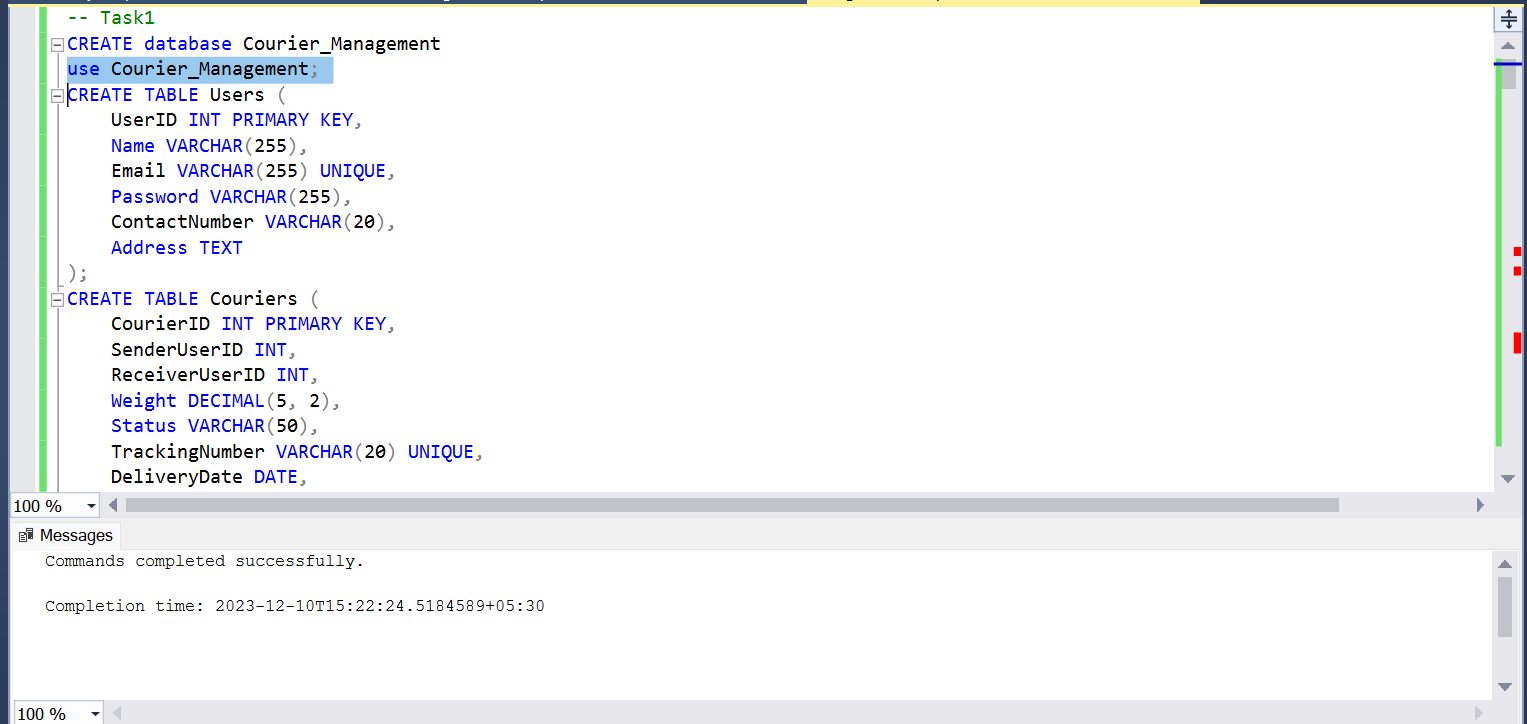 -- Task1
CREATE database Courier_Management
use Courier_Management;
CREATE TABLE Users (
UserID INT PRIMARY KEY,
Name VARCHAR(255),
Email VARCHAR(255) UNIQUE,
Password VARCHAR(255),
ContactNumber VARCHAR(20),
Address TEXT
);
CREATE TABLE Couriers (
CourierID INT PRIMARY KEY,
SenderUserID INT,
ReceiverUserID INT,
Weight DECIMAL(5, 2),
Status VARCHAR(50),
TrackingNumber VARCHAR(20) UNIQUE,
DeliveryDate DATE,
100 %
Messages
Commands completed successfully.
Completion time: 2023-12-10T15:22:24.5184589+05:30
100 %